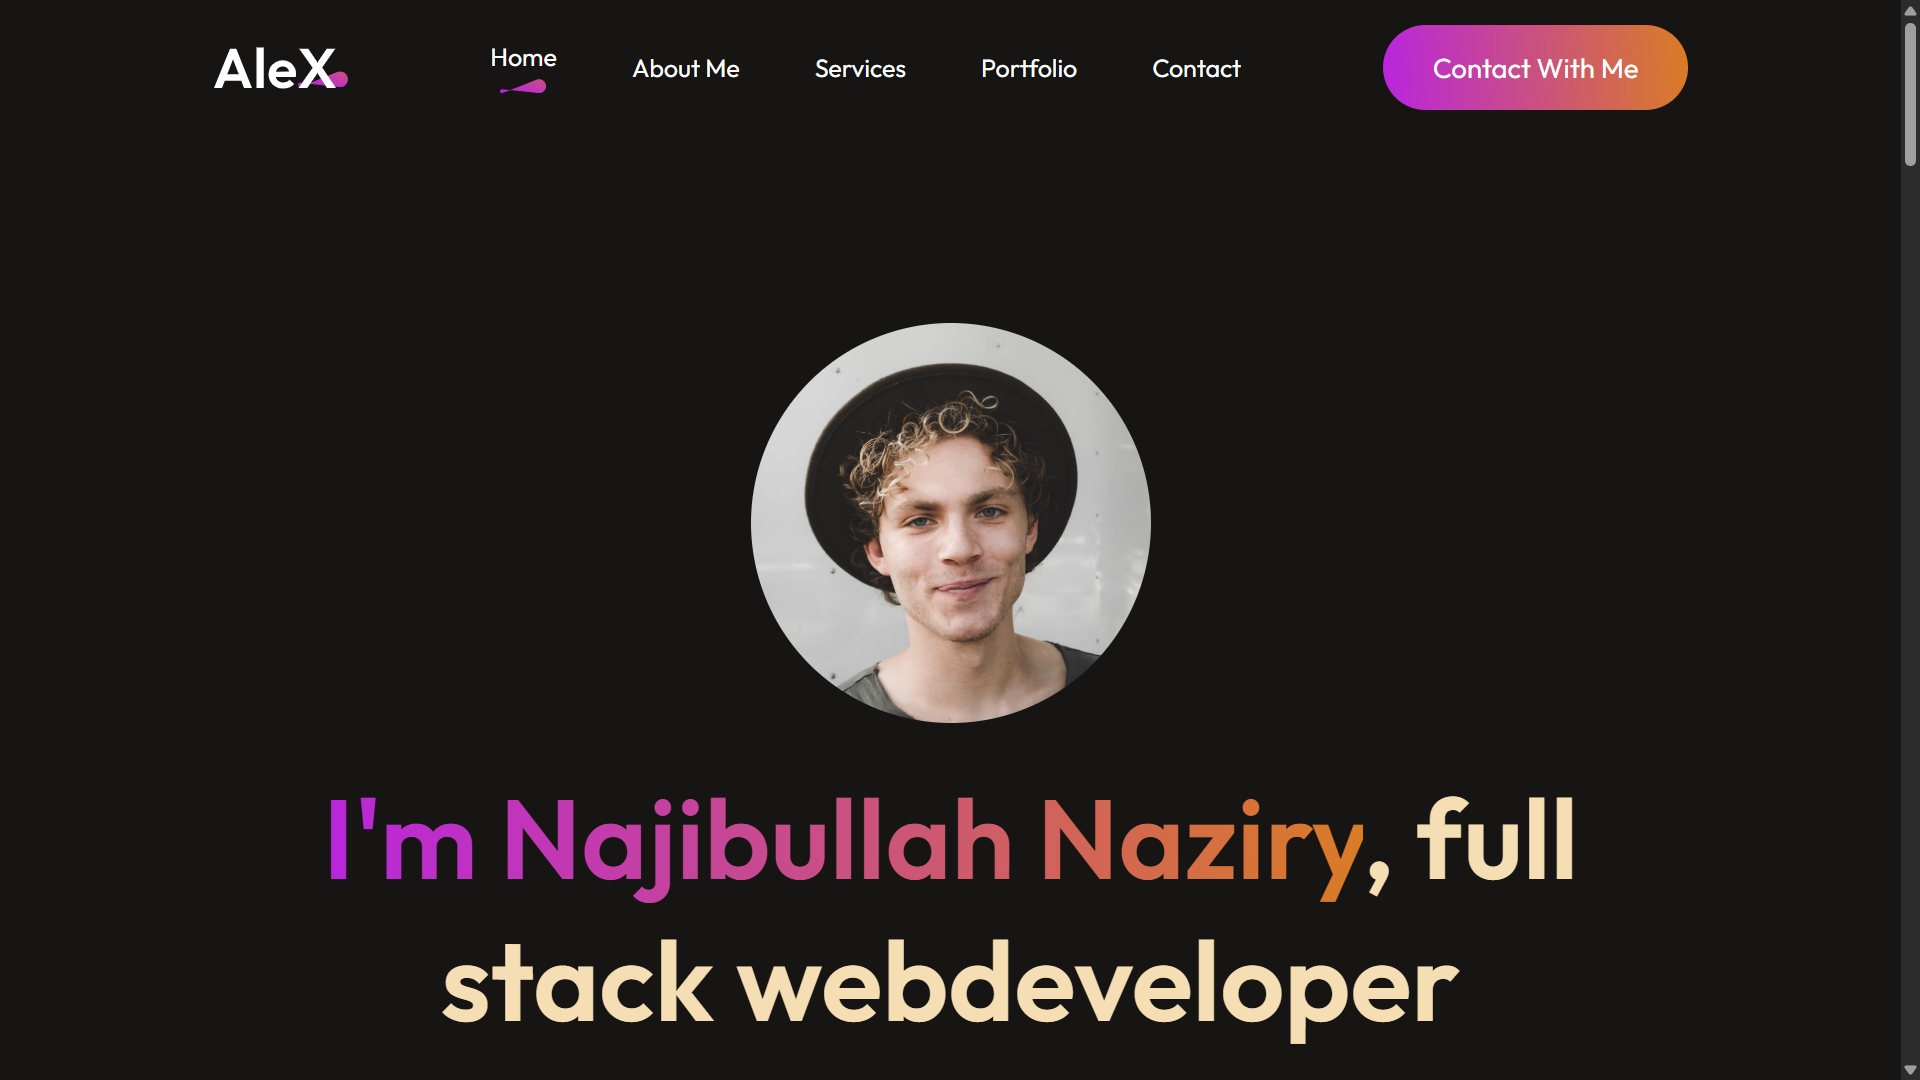 AleX
Home
About Me
Services
Portfolio
Contact
Contact With Me
I'm Najibullah Naziry, full
stack webdeveloper